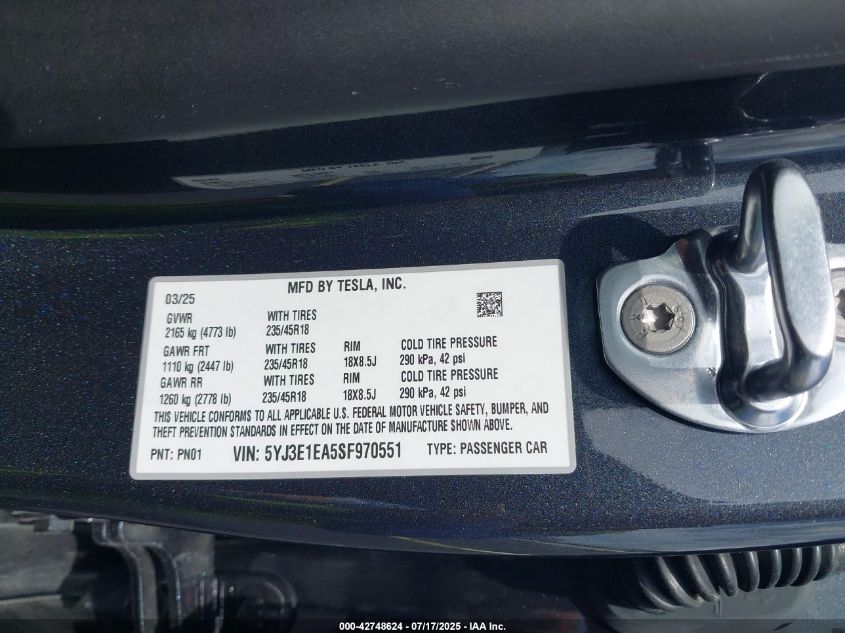 MFD BY TESLA, INC.
03/25
GVWR WITH TIRES
2165 kg (4773 lb) 235/45R18
GAWR FRT WITH TIRES RIM COLD TIRE PRESSURE
1110 kg (2447 lb) 235/45R18 18X8.5J 290 kPa, 42 psi
GAWR RR WITH TIRES RIM COLD TIRE PRESSURE
1260 kg (2778 lb) 235/45R18 18X8.5J 290 kPa, 42 psi
THIS VEHICLE CONFORMS TO ALL APPLICABLE U.S. FEDERAL MOTOR VEHICLE SAFETY, BUMPER, AND
THEFT PREVENTION STANDARDS IN EFFECT ON THE DATE OF MANUFACTURE SHOWN ABOVE.
PNT: PN01 VIN: 5YJ3E1EA5SF970551 TYPE: PASSENGER CAR
000-42748624 - 07/17/2025 - IAA Inc.